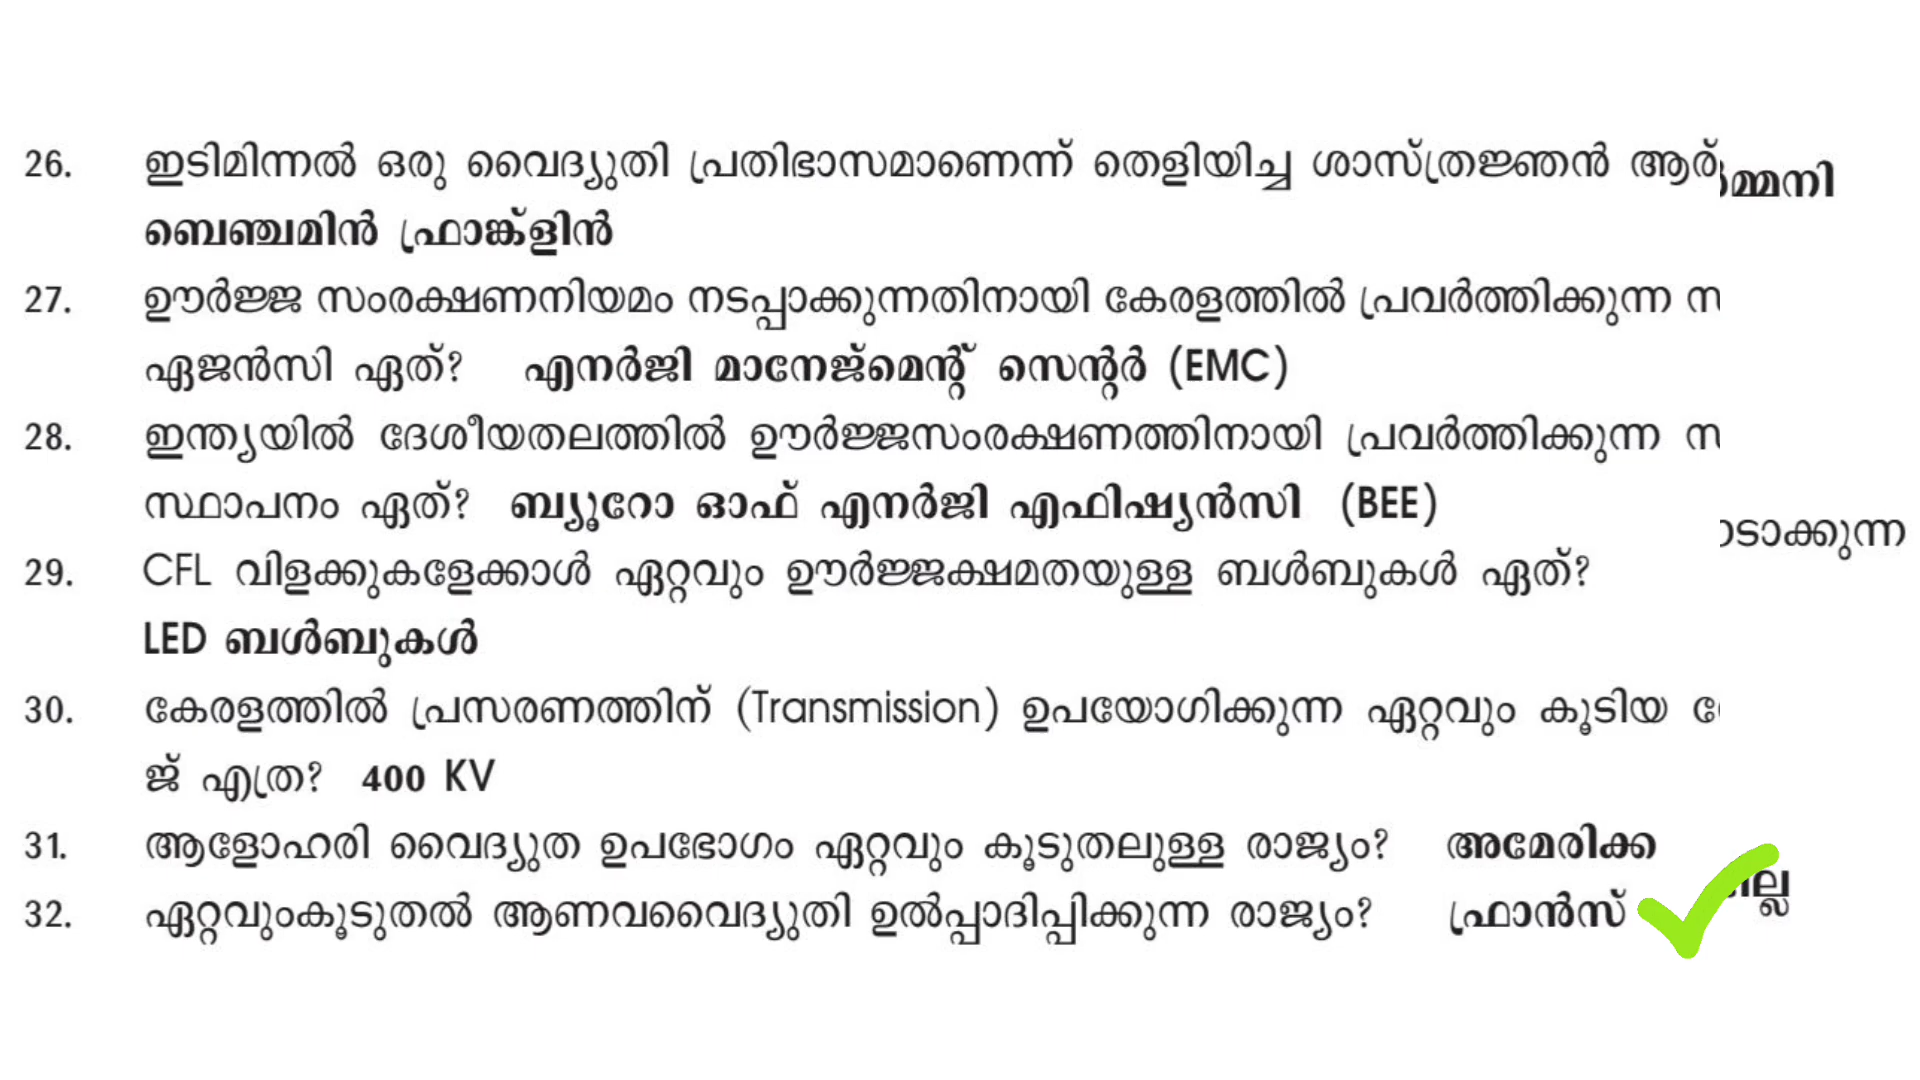 26. ഇടിമിന്നൽ ഒരു വൈദ്യുതി പ്രതിഭാസമാണെന്ന് തെളിയിച്ച ശാസ്ത്രജ്ഞൻ ആര്
ബെഞ്ചമിൻ ഫ്രാങ്ക്ളിൻ
27. ഊർജ്ജ സംരക്ഷണനിയമം നടപ്പാക്കുന്നതിനായി കേരളത്തിൽ പ്രവർത്തിക്കുന്ന
ഏജൻസി ഏത്? എനർജി മാനേജ്മെന്റ് സെന്റർ (EMC)
28. ഇന്ത്യയിൽ ദേശീയതലത്തിൽ ഊർജ്ജസംരക്ഷണത്തിനായി പ്രവർത്തിക്കുന്ന
സ്ഥാപനം ഏത്? ബ്യൂറോ ഓഫ് എനർജി എഫിഷ്യൻസി (BEE)
29. CFL വിളക്കുകളേക്കാൾ ഏറ്റവും ഊർജ്ജക്ഷമതയുള്ള ബൾബുകൾ ഏത്?
LED ബൾബുകൾ
30. കേരളത്തിൽ പ്രസരണത്തിന് (Transmission) ഉപയോഗിക്കുന്ന ഏറ്റവും കൂടിയ
ജ് എത്ര? 400 KV
31. ആളോഹരി വൈദ്യുത ഉപഭോഗം ഏറ്റവും കൂടുതലുള്ള രാജ്യം? അമേരിക്ക
32. ഏറ്റവുംകൂടുതൽ ആണവവൈദ്യുതി ഉൽപ്പാദിപ്പിക്കുന്ന രാജ്യം? ഫ്രാൻസ്